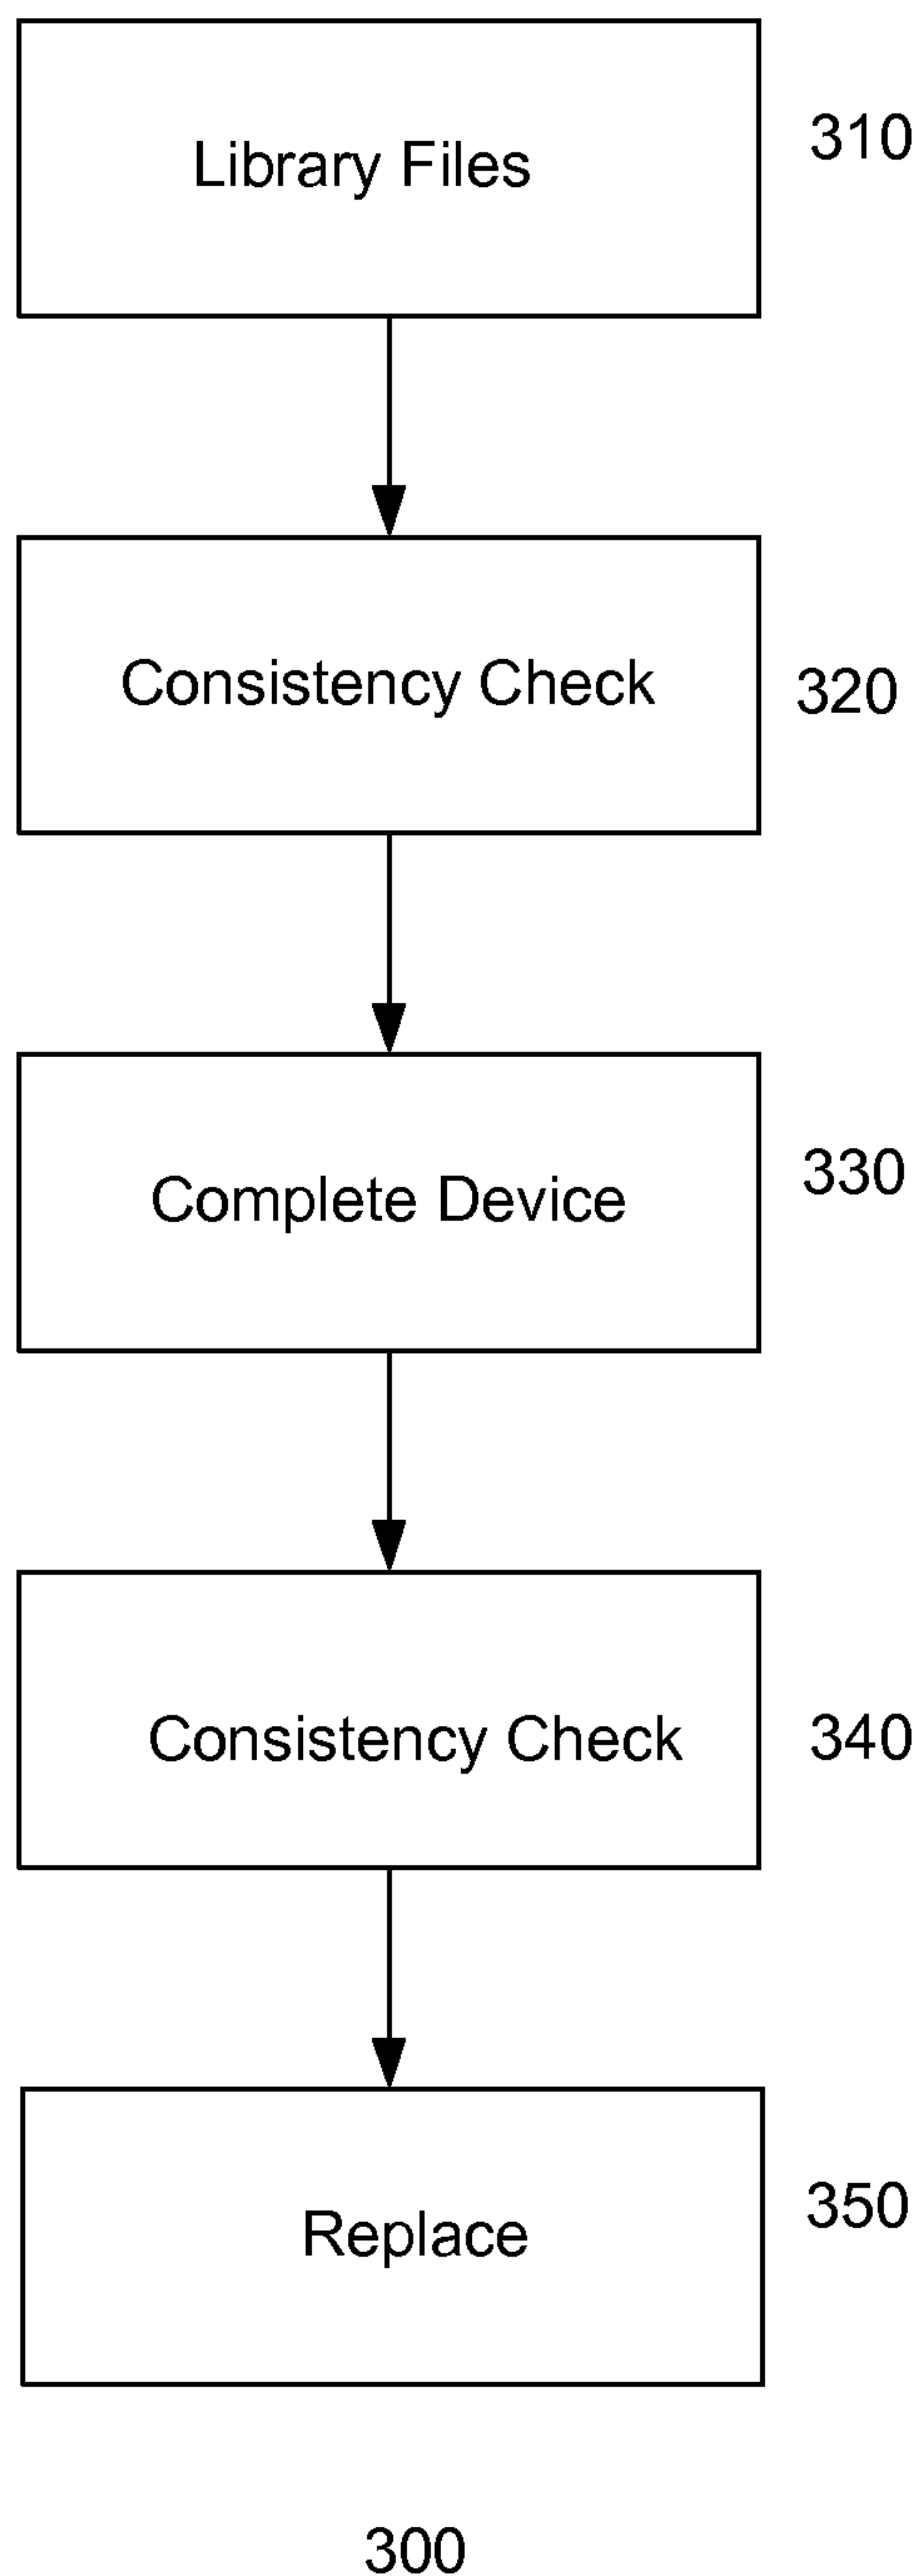 Library Files
310
Consistency Check
320
Complete Device
330
Consistency Check
340
Replace
350
300